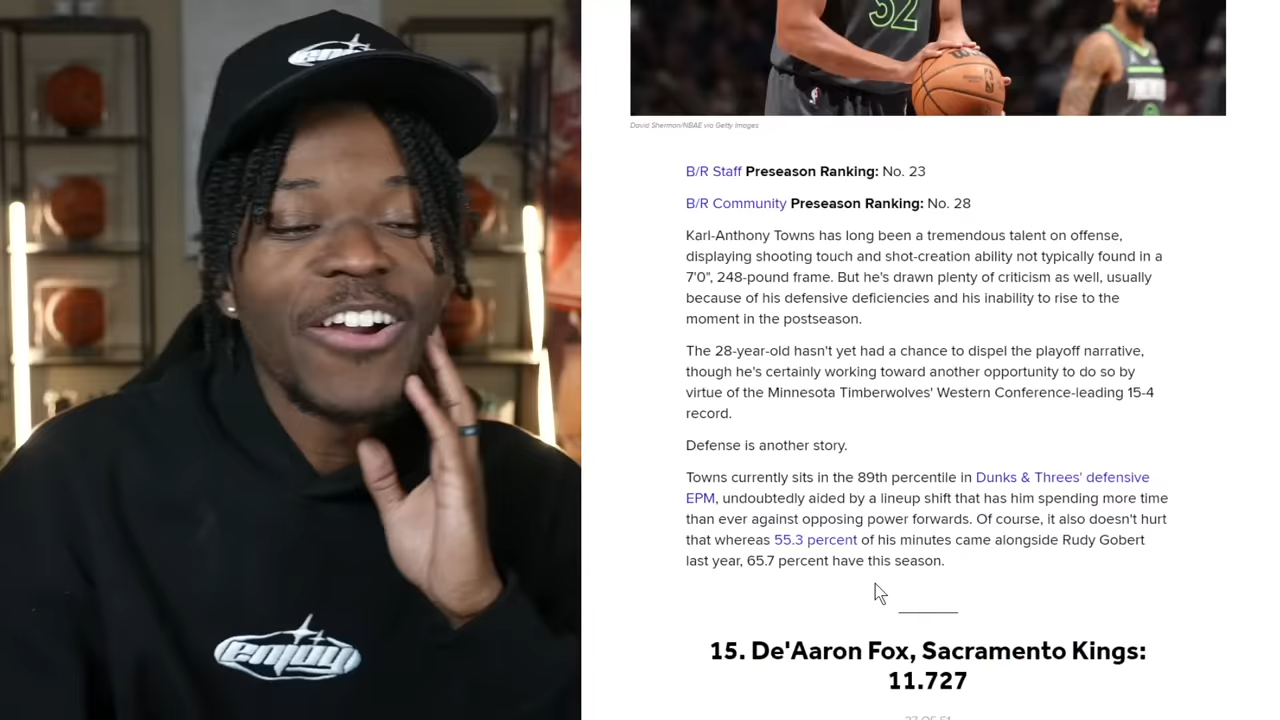 enjoy
32
David Sherman/NBAE via Getty Images
B/R Staff Preseason Ranking: No. 23
B/R Community Preseason Ranking: No. 28
Karl-Anthony Towns has long been a tremendous talent on offense,
displaying shooting touch and shot-creation ability not typically found in a
7'0", 248-pound frame. But he's drawn plenty of criticism as well, usually
because of his defensive deficiencies and his inability to rise to the
moment in the postseason.
The 28-year-old hasn't yet had a chance to dispel the playoff narrative,
though he's certainly working toward another opportunity to do so by
virtue of the Minnesota Timberwolves' Western Conference-leading 15-4
record.
Defense is another story.
Towns currently sits in the 89th percentile in Dunks & Threes' defensive
EPM, undoubtedly aided by a lineup shift that has him spending more time
than ever against opposing power forwards. Of course, it also doesn't hurt
that whereas 55.3 percent of his minutes came alongside Rudy Gobert
last year, 65.7 percent have this season.
15. De'Aaron Fox, Sacramento Kings:
11.727
enjoy